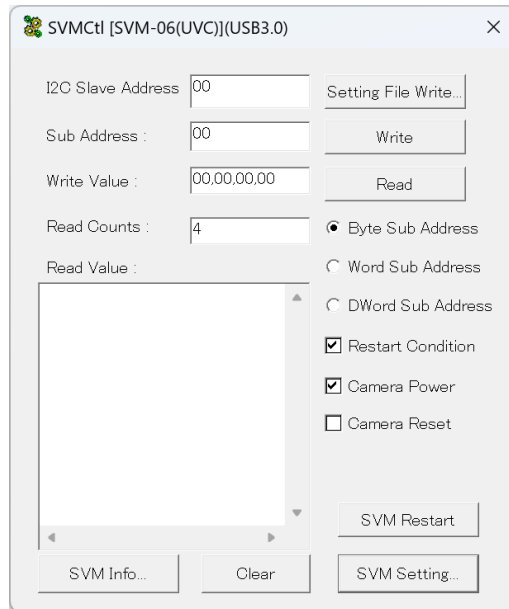 SVMCtl [SVM-06(UVC)](USB3.0)
I2C Slave Address 00 Setting File Write...
Sub Address : 00 Write
Write Value : 00,00,00,00 Read
Read Counts : 4 Byte Sub Address
Read Value : Word Sub Address
DWord Sub Address
Restart Condition
Camera Power
Camera Reset
SVM Restart
SVM Info... Clear SVM Setting...